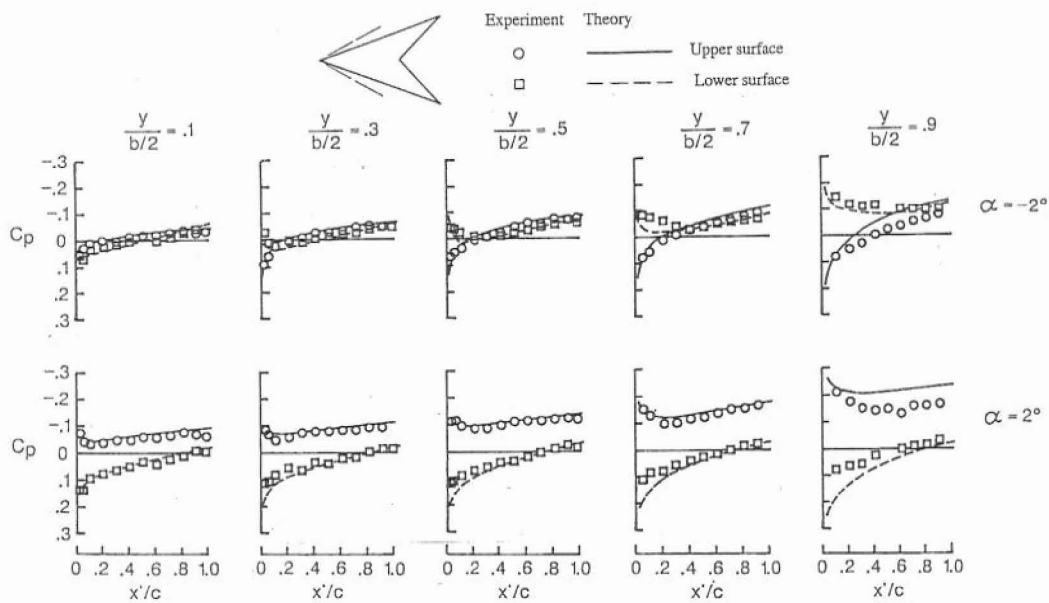 Experiment Theory
Upper surface
Lower surface
y/b/2 = .1 y/b/2 = .3 y/b/2 = .5 y/b/2 = .7 y/b/2 = .9
-.3
-.2
-.1
Cp 0
.1
.2
.3
α = -2°
-.3
-.2
-.1
Cp 0
.1
.2
.3
α = 2°
0 .2 .4 .6 .8 1.0 0 .2 .4 .6 .8 1.0 0 .2 .4 .6 .8 1.0 0 .2 .4 .6 .8 1.0 0 .2 .4 .6 .8 1.0
x'/c x'/c x'/c x'/c x'/c